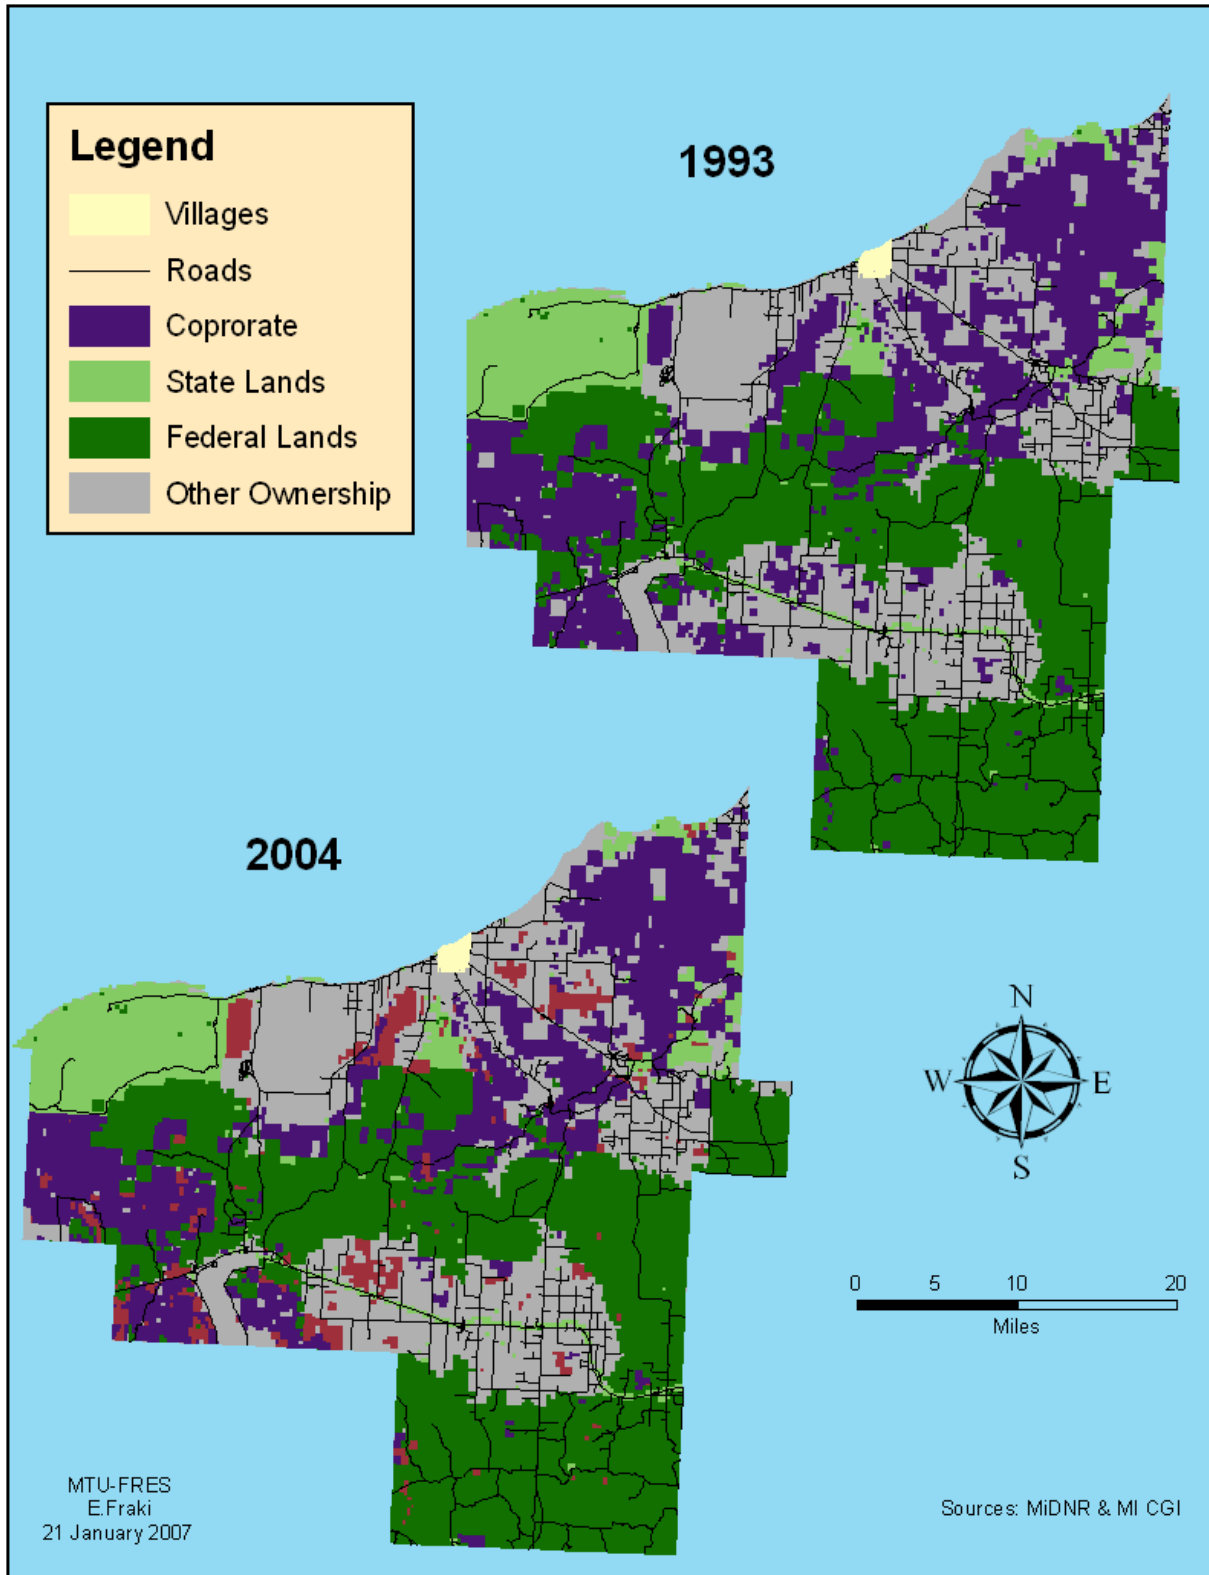 Legend
Villages
Roads
Coprorate
State Lands
Federal Lands
Other Ownership
1993
2004
N
W E
S
0 5 10 20
Miles
MTU-FRES
E.Fraki
21 January 2007
Sources: MiDNR & MI CGI